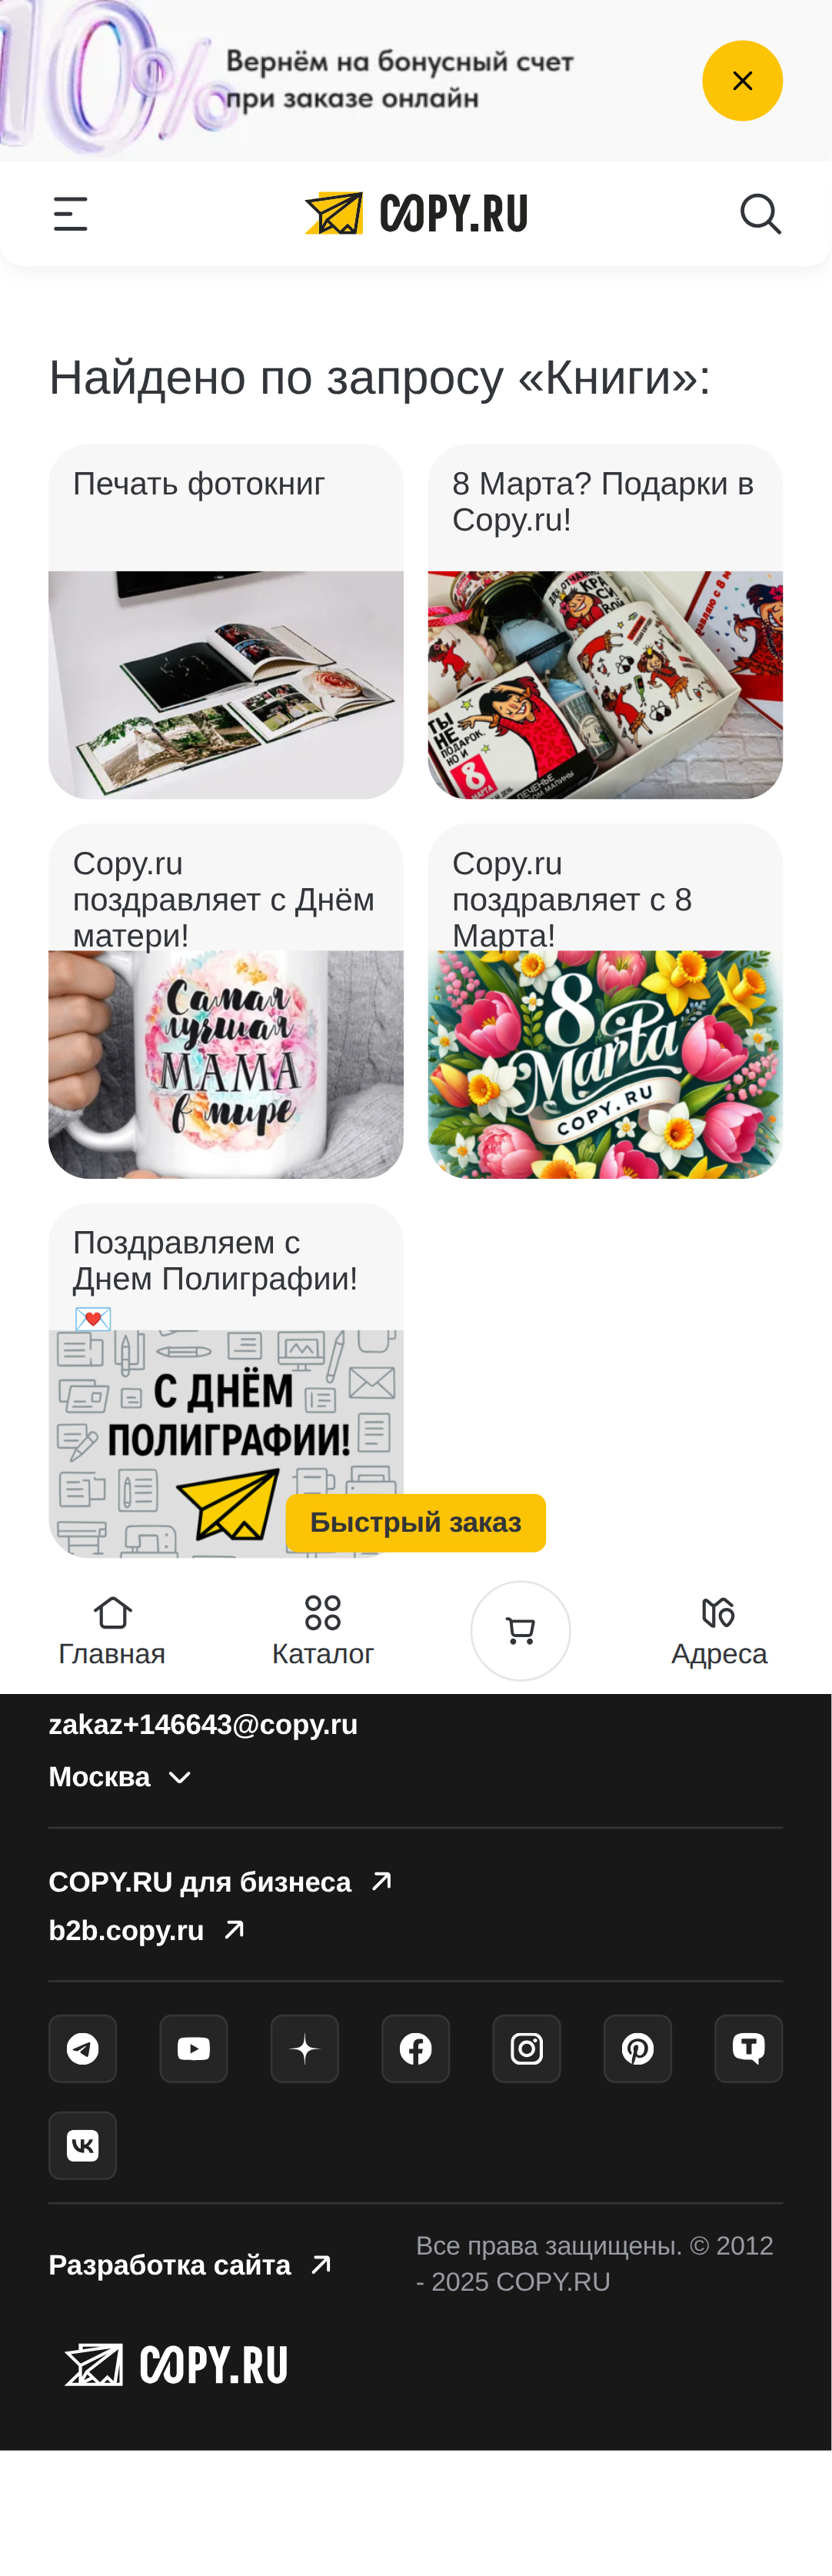 10%
Вернём на бонусный счет
при заказе онлайн
COPY.RU
Найдено по запросу «Книги»:
Печать фотокниг
8 Марта? Подарки в
Copy.ru!
ТЫ
НЕ
ПОДАРОК,
НО И
8
МАРТА
ПЕЧЕНЬЕ
Copy.ru
поздравляет с Днём
матери!
Copy.ru
поздравляет с 8
Марта!
Самая
лучшая
МАМА
в мире
8
Marta
COPY.RU
Поздравляем с
Днем Полиграфии!
💌
С ДНЁМ
ПОЛИГРАФИИ!
Быстрый заказ
Главная
Каталог
Адреса
zakaz+146643@copy.ru
Москва
COPY.RU для бизнеса
b2b.copy.ru
Разработка сайта
Все права защищены. © 2012
- 2025 COPY.RU
COPY.RU